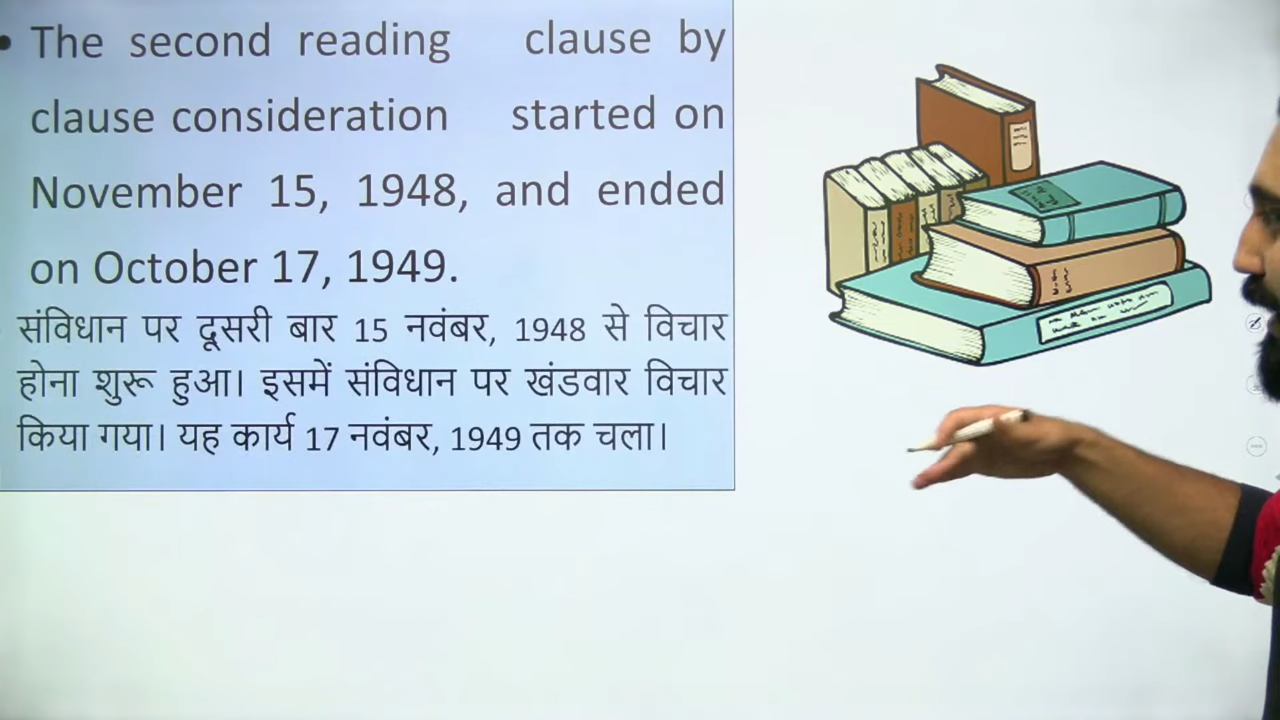 • The second reading clause by
clause consideration started on
November 15, 1948, and ended
on October 17, 1949.
संविधान पर दूसरी बार 15 नवंबर, 1948 से विचार
होना शुरू हुआ। इसमें संविधान पर खंडवार विचार
किया गया। यह कार्य 17 नवंबर, 1949 तक चला।